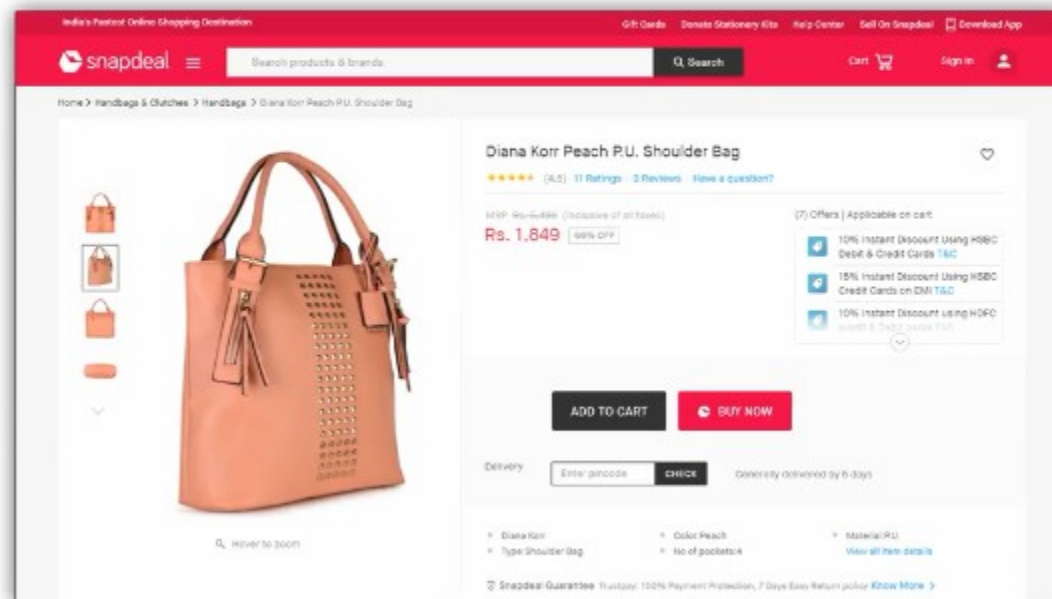 India's Fastest Online Shopping Destination
Gift Cards Donate Stationery Kits Help Center Sell On Snapdeal Download App
snapdeal
Search products & brands
Search
Cart
Sign In
Home > Handbags & Clutches > Handbags > Diana Korr Peach P.U. Shoulder Bag
Diana Korr Peach P.U. Shoulder Bag
(4.5) 11 Ratings 3 Reviews Have a question?
MRP (Inclusive of all taxes)
Rs. 1,849
OFF
(7) Offers | Applicable on cart
10% Instant Discount Using HSBC
Debit & Credit Cards T&C
15% Instant Discount Using HSBC
Credit Cards on EMI T&C
10% Instant Discount using HDFC
ADD TO CART
BUY NOW
Delivery
Enter pincode
CHECK
Generally delivered by 6 days
Hover to zoom
Diana Korr
Color:Peach
Material:P.U.
Type:Shoulder Bag
No of pockets:4
View all item details
Snapdeal Guarantee Trustpay: 100% Payment Protection, 7 Days Easy Return policy Know More >